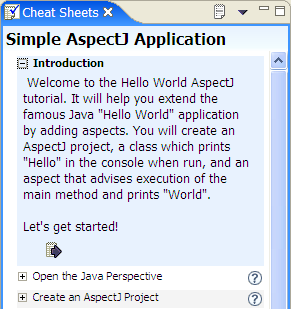 Cheat Sheets
Simple AspectJ Application
Introduction
Welcome to the Hello World AspectJ
tutorial. It will help you extend the
famous Java "Hello World" application
by adding aspects. You will create an
AspectJ project, a class which prints
"Hello" in the console when run, and an
aspect that advises execution of the
main method and prints "World".
Let's get started!
Open the Java Perspective
Create an AspectJ Project